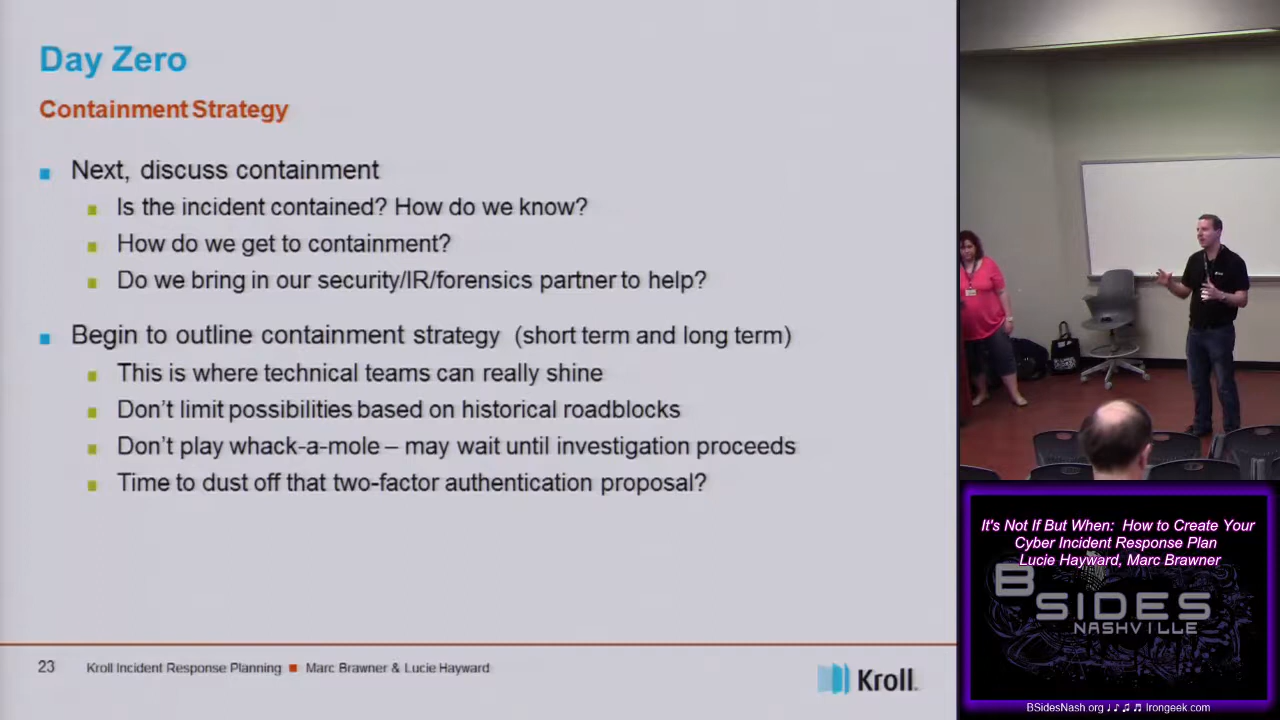 Day Zero
Containment Strategy
Next, discuss containment
Is the incident contained? How do we know?
How do we get to containment?
Do we bring in our security/IR/forensics partner to help?
Begin to outline containment strategy (short term and long term)
This is where technical teams can really shine
Don't limit possibilities based on historical roadblocks
Don't play whack-a-mole – may wait until investigation proceeds
Time to dust off that two-factor authentication proposal?
23 Kroll Incident Response Planning ■ Marc Brawner & Lucie Hayward
Kroll
It's Not If But When: How to Create Your
Cyber Incident Response Plan
Lucie Hayward, Marc Brawner
BSIDES
NASHVILLE
BSidesNash.org ♩ ♪ ♫ ♬ Irongeek.com